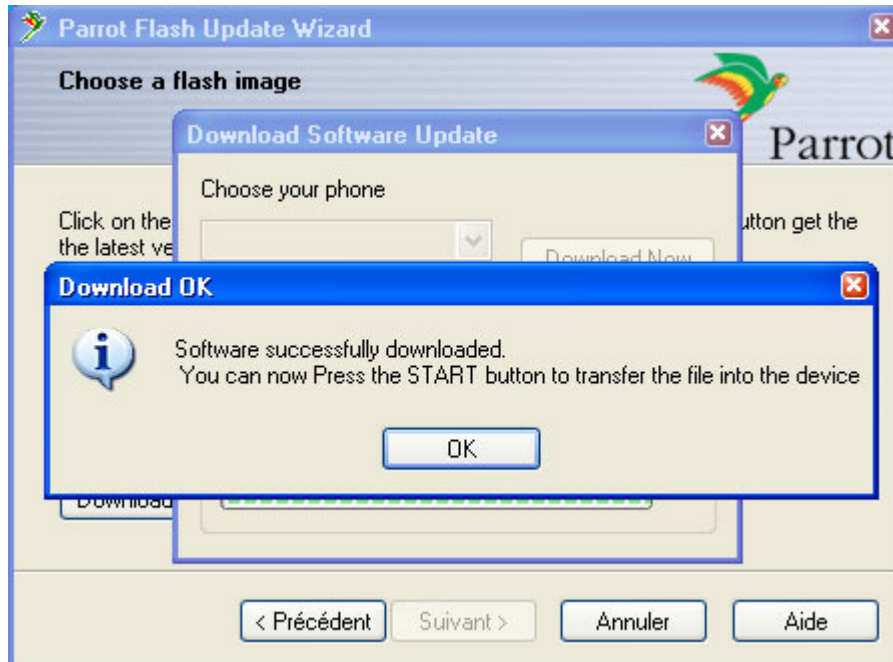 Parrot Flash Update Wizard
Choose a flash image
Parrot
Download Software Update
Choose your phone
Click on the
utton get the
the latest ve
Download Now
Download OK
Software successfully downloaded.
You can now Press the START button to transfer the file into the device
OK
Download
< Précédent
Suivant >
Annuler
Aide